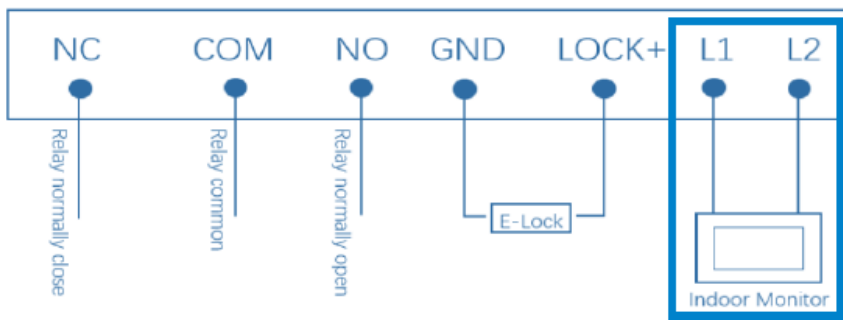 NC COM NO GND LOCK+ L1 L2
Relay normally close
Relay common
Relay normally open
E-Lock
Indoor Monitor